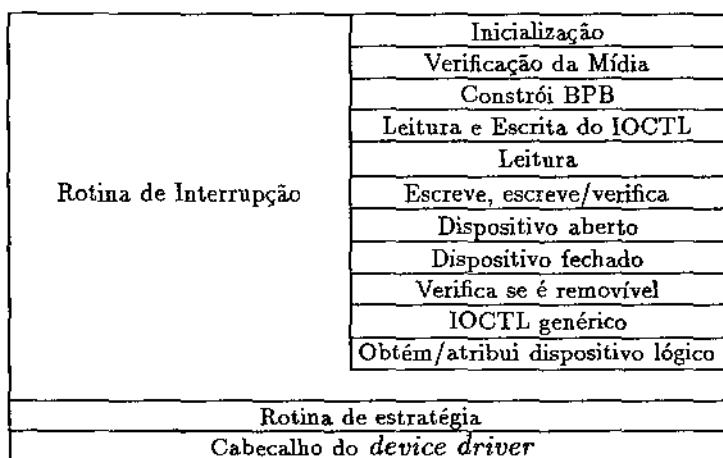 Inicialização
Verificação da Mídia
Constrói BPB
Leitura e Escrita do IOCTL
Leitura
Rotina de Interrupção
Escreve, escreve/verifica
Dispositivo aberto
Dispositivo fechado
Verifica se é removível
IOCTL genérico
Obtém/atribui dispositivo lógico
Rotina de estratégia
Cabecalho do device driver